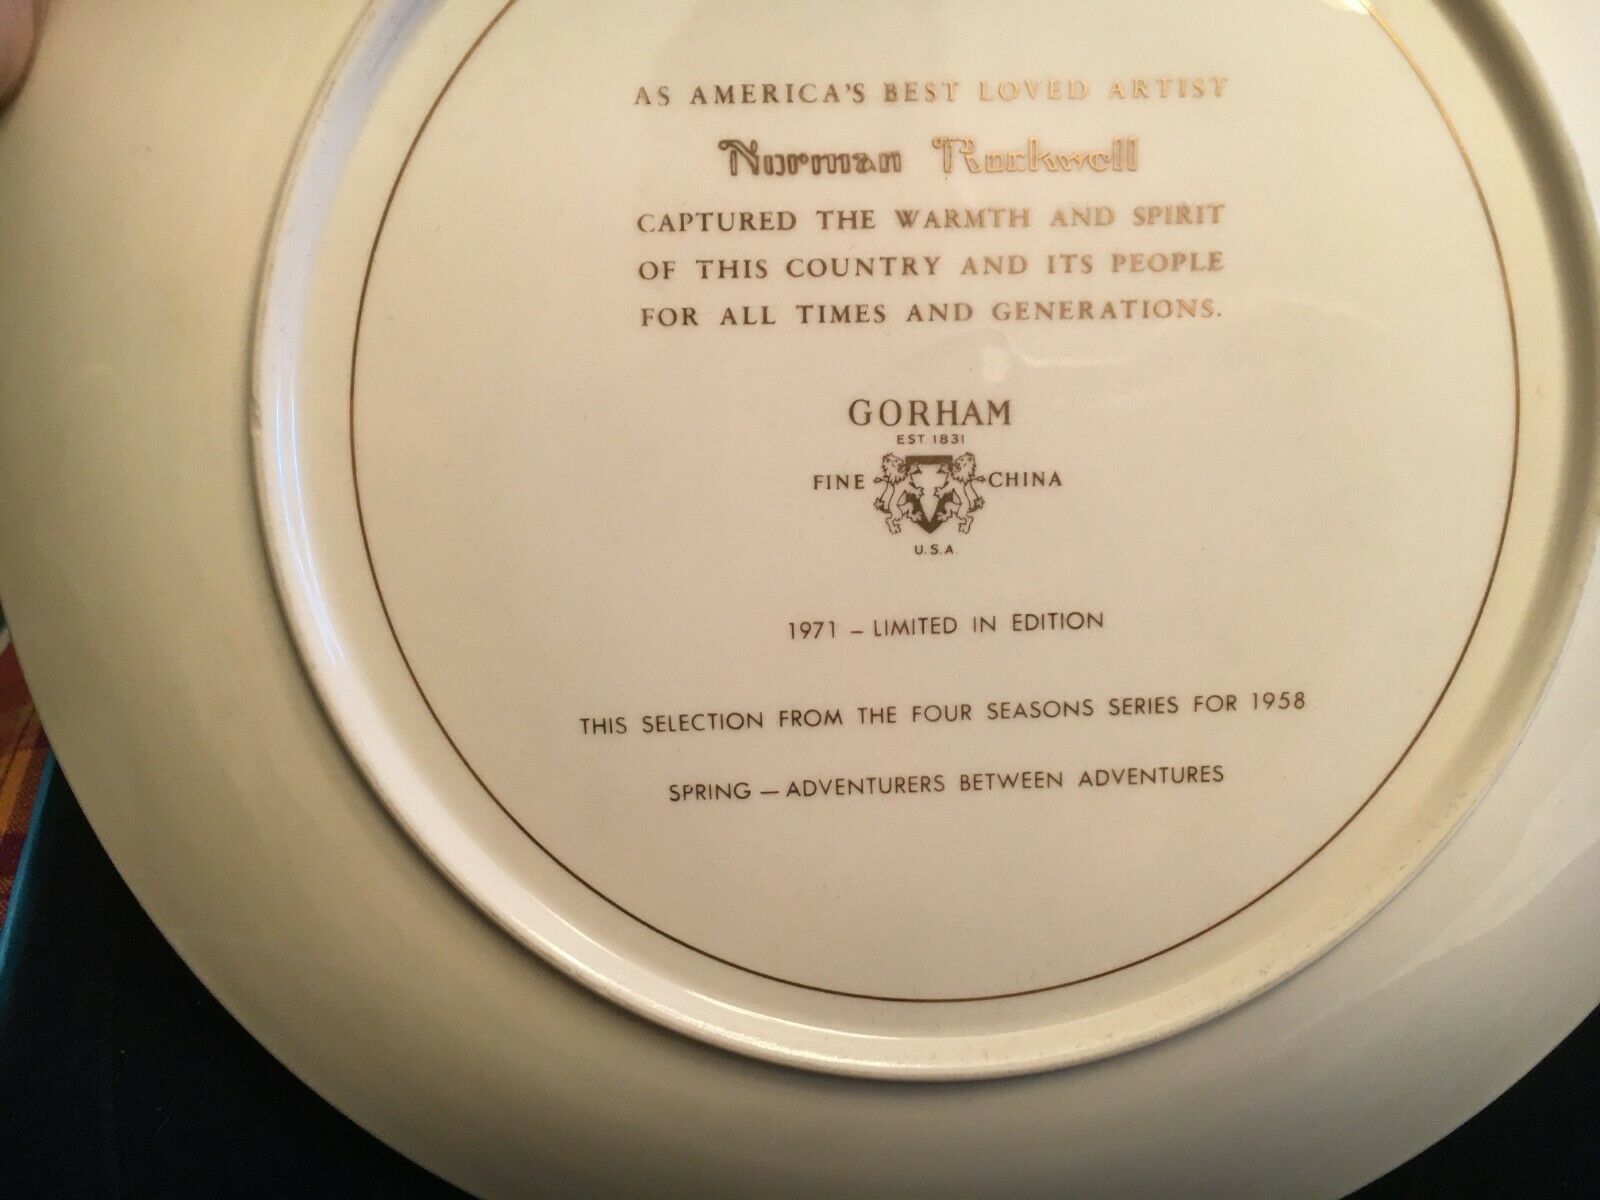 AS AMERICA'S BEST LOVED ARTIST
Norman Rockwell
CAPTURED THE WARMTH AND SPIRIT
OF THIS COUNTRY AND ITS PEOPLE
FOR ALL TIMES AND GENERATIONS.
GORHAM
EST. 1831
FINE CHINA
U.S.A.
1971 – LIMITED IN EDITION
THIS SELECTION FROM THE FOUR SEASONS SERIES FOR 1958
SPRING — ADVENTURERS BETWEEN ADVENTURES